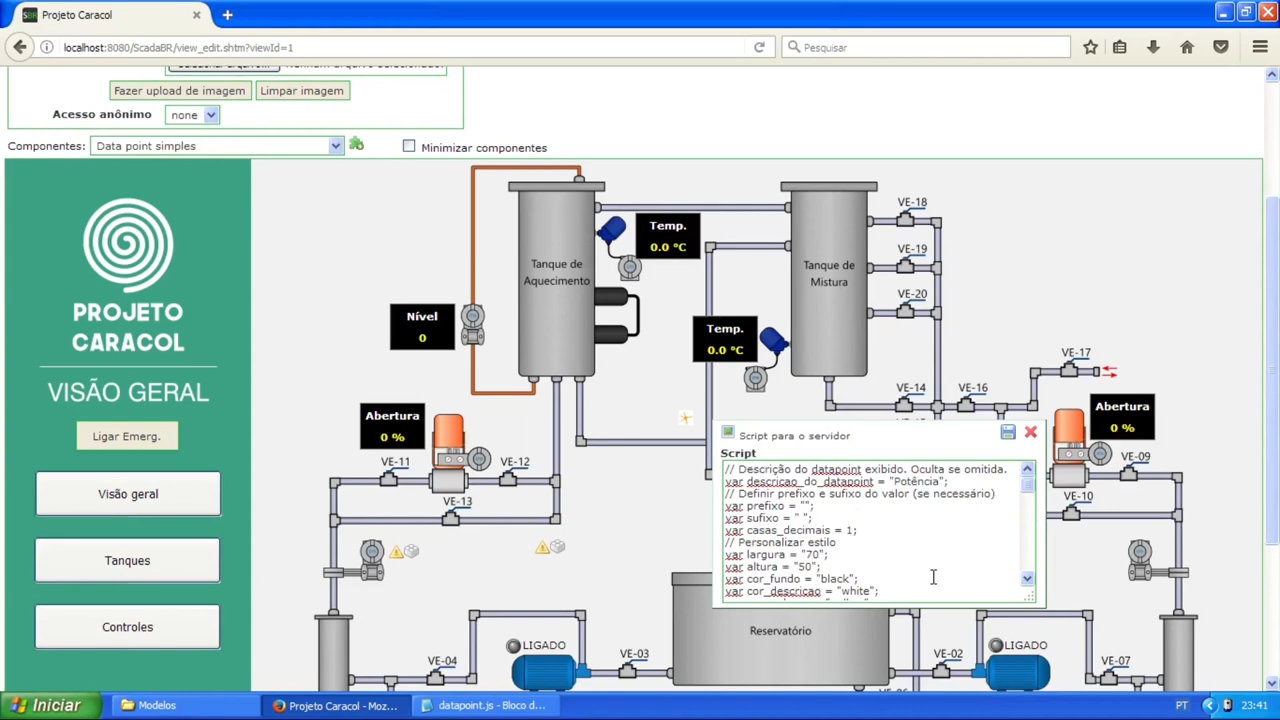 Projeto Caracol
localhost:8080/ScadaBR/view_edit.shtm?viewId=1
Pesquisar
Fazer upload de imagem
Limpar imagem
Acesso anônimo
none
Componentes:
Data point simples
Minimizar componentes
PROJETO
CARACOL
VISÃO GERAL
Ligar Emerg.
Visão geral
Tanques
Controles
Tanque de
Aquecimento
Temp.
0.0 °C
Nível
0
Temp.
0.0 °C
Tanque de
Mistura
VE-18
VE-19
VE-20
VE-17
VE-14
VE-16
Abertura
0 %
VE-11
VE-12
VE-13
Abertura
0 %
VE-09
VE-10
Script para o servidor
Script
// Descrição do datapoint exibido. Oculta se omitida.
var descricao_do_datapoint = "Potência";
// Definir prefixo e sufixo do valor (se necessário)
var prefixo = "";
var sufixo = " ";
var casas_decimais = 1;
// Personalizar estilo
var largura = "70";
var altura = "50";
var cor_fundo = "black";
var cor_descricao = "white";
Reservatório
LIGADO
VE-04
VE-03
LIGADO
VE-02
VE-07
Iniciar
Modelos
Projeto Caracol - Moz...
datapoint.js - Bloco d...
PT
23:41